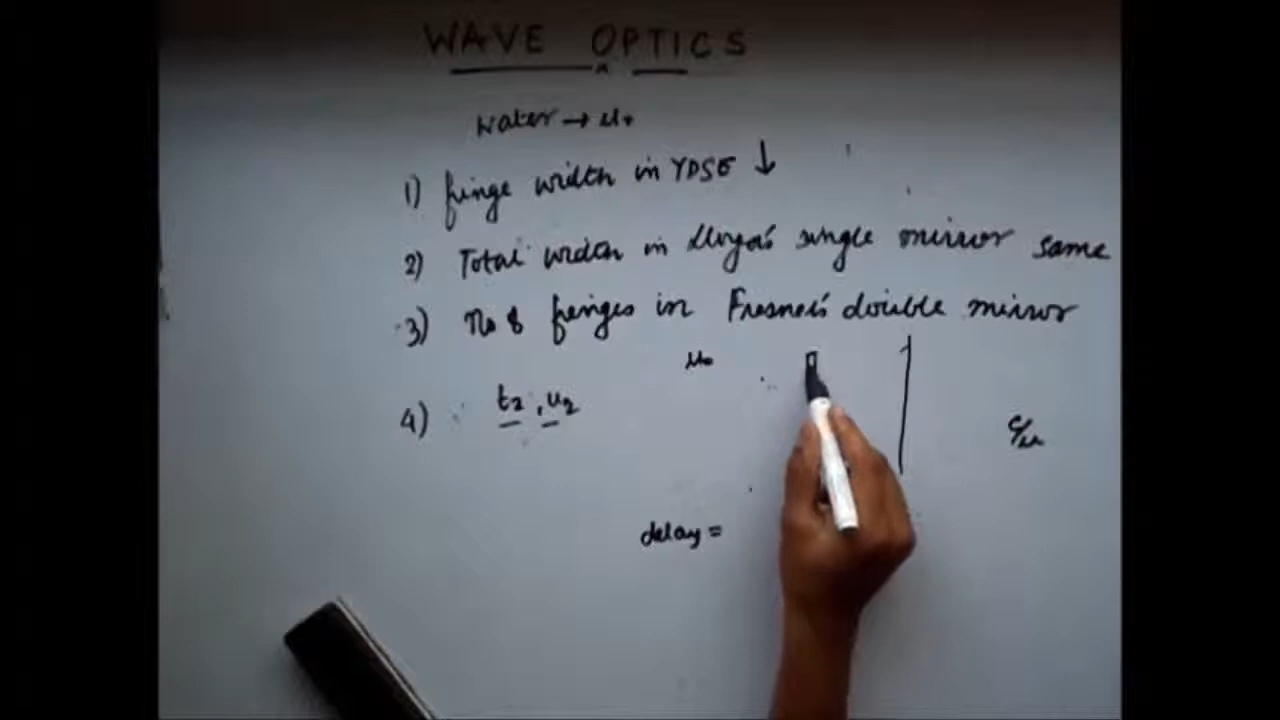 WAVE OPTICS
water → μ.
1) fringe width in YDSE ↓
2) Total width in Lloyd's single mirror same
3) No of fringes in Fresnel's double mirror
μ₀
4) t₂, μ₂
c/μ
delay =